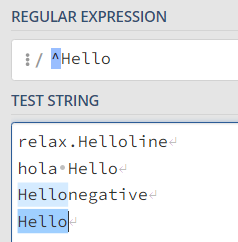 REGULAR EXPRESSION
/ ^Hello
TEST STRING
relax.Helloline↵
hola·Hello↵
Hellonegative↵
Hello↵